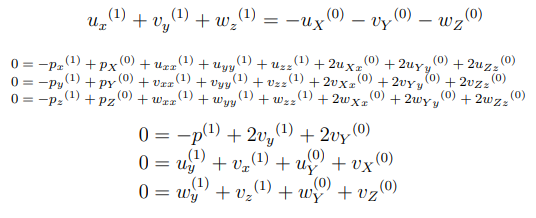 u_x^{(1)} + v_y^{(1)} + w_z^{(1)} = −u_X^{(0)} − v_Y^{(0)} − w_Z^{(0)}
0 = −p_x^{(1)} + p_X^{(0)} + u_{xx}^{(1)} + u_{yy}^{(1)} + u_{zz}^{(1)} + 2u_{Xx}^{(0)} + 2u_{Yy}^{(0)} + 2u_{Zz}^{(0)}
0 = −p_y^{(1)} + p_Y^{(0)} + v_{xx}^{(1)} + v_{yy}^{(1)} + v_{zz}^{(1)} + 2v_{Xx}^{(0)} + 2v_{Yy}^{(0)} + 2v_{Zz}^{(0)}
0 = −p_z^{(1)} + p_Z^{(0)} + w_{xx}^{(1)} + w_{yy}^{(1)} + w_{zz}^{(1)} + 2w_{Xx}^{(0)} + 2w_{Yy}^{(0)} + 2w_{Zz}^{(0)}
0 = −p^{(1)} + 2v_y^{(1)} + 2v_Y^{(0)}
0 = u_y^{(1)} + v_x^{(1)} + u_Y^{(0)} + v_X^{(0)}
0 = w_y^{(1)} + v_z^{(1)} + w_Y^{(0)} + v_Z^{(0)}